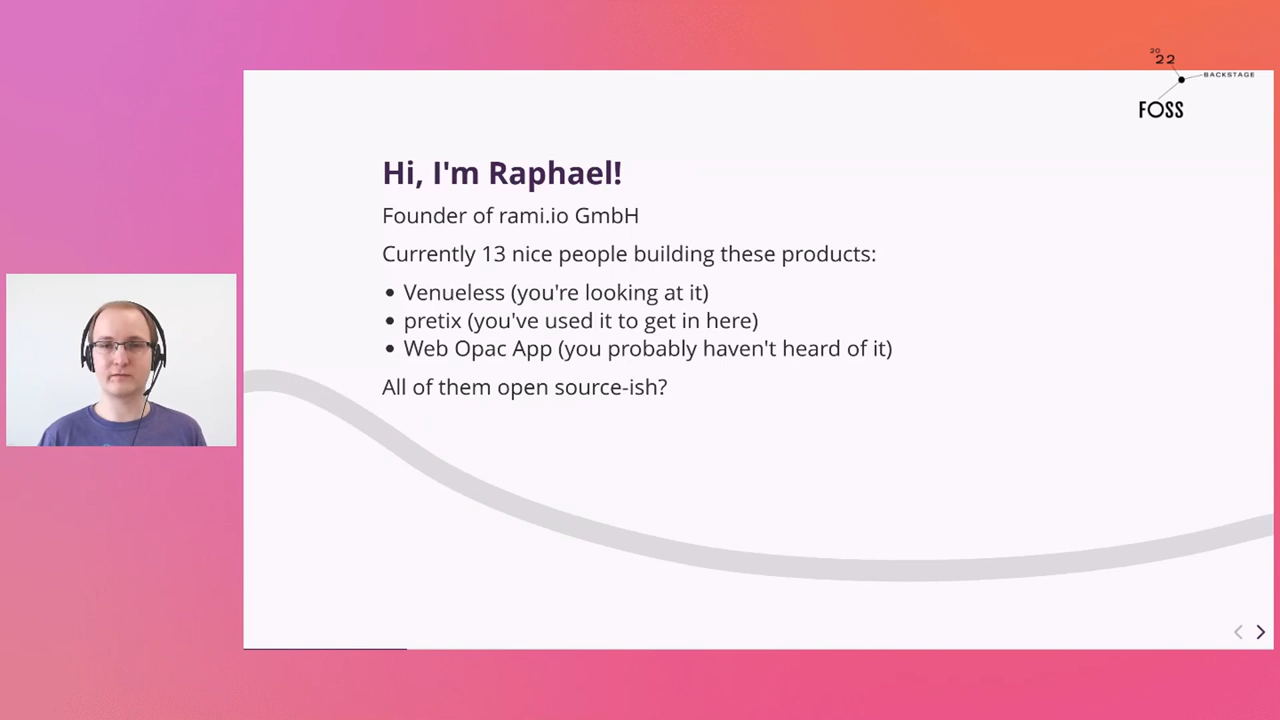 20
22
BACKSTAGE
FOSS
Hi, I'm Raphael!
Founder of rami.io GmbH
Currently 13 nice people building these products:
• Venueless (you're looking at it)
• pretix (you've used it to get in here)
• Web Opac App (you probably haven't heard of it)
All of them open source-ish?